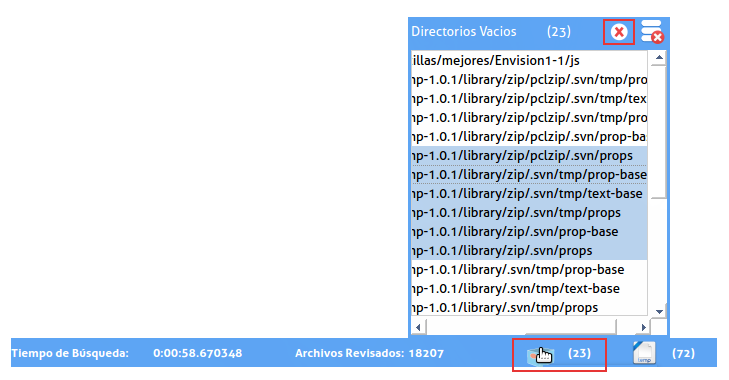 Directorios Vacios (23)
illas/mejores/Envision1-1/js
np-1.0.1/library/zip/pclzip/.svn/tmp/pro
np-1.0.1/library/zip/pclzip/.svn/tmp/tex
np-1.0.1/library/zip/pclzip/.svn/tmp/pro
np-1.0.1/library/zip/pclzip/.svn/prop-ba
np-1.0.1/library/zip/pclzip/.svn/props
np-1.0.1/library/zip/.svn/tmp/prop-base
np-1.0.1/library/zip/.svn/tmp/text-base
np-1.0.1/library/zip/.svn/tmp/props
np-1.0.1/library/zip/.svn/prop-base
np-1.0.1/library/zip/.svn/props
np-1.0.1/library/.svn/tmp/prop-base
np-1.0.1/library/.svn/tmp/text-base
np-1.0.1/library/.svn/tmp/props
Tiempo de Búsqueda: 0:00:58.670348 Archivos Revisados: 18207 (23) Temp (72)